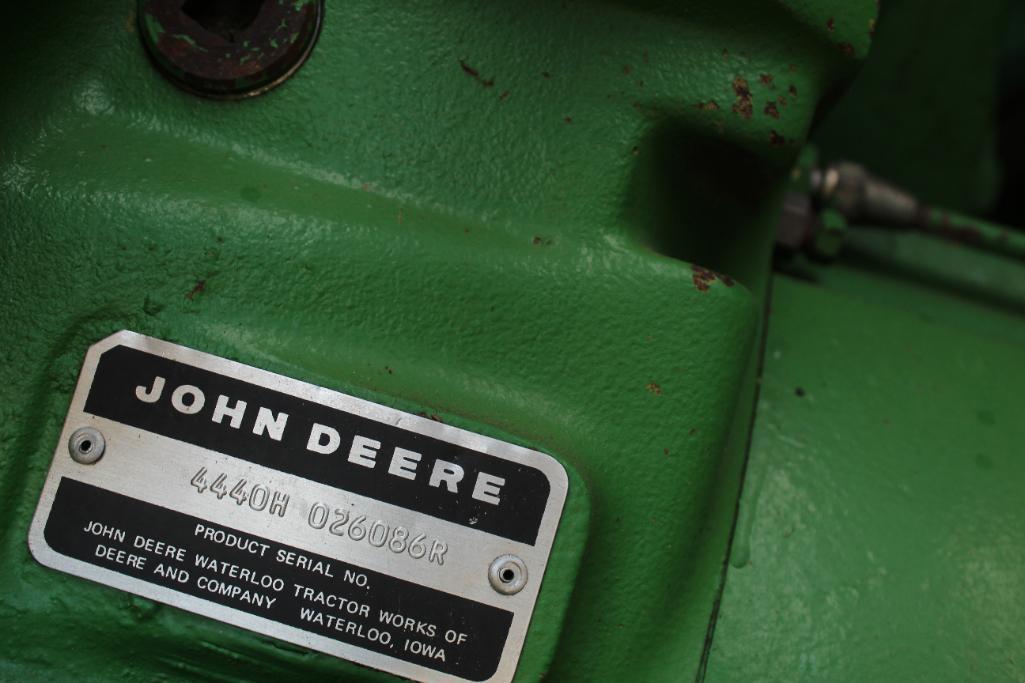 JOHN DEERE
4440H 026086R
PRODUCT SERIAL NO.
JOHN DEERE WATERLOO TRACTOR WORKS OF
DEERE AND COMPANY WATERLOO, IOWA